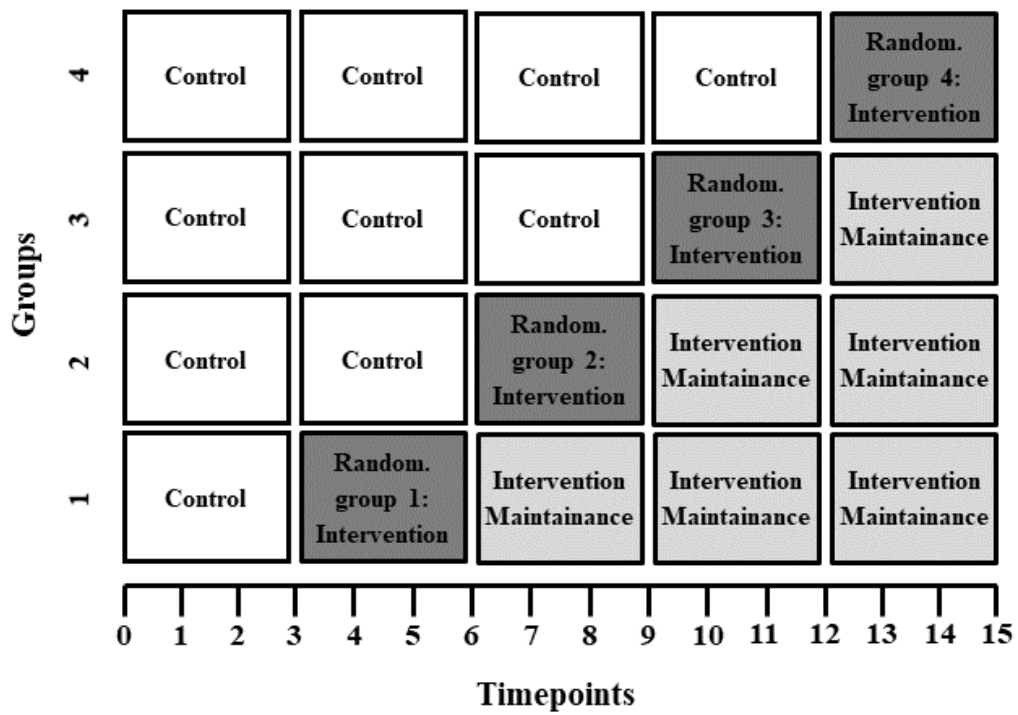 Groups
4
Control
Control
Control
Control
Random.
group 4:
Intervention
3
Control
Control
Control
Random.
group 3:
Intervention
Intervention
Maintainance
2
Control
Control
Random.
group 2:
Intervention
Intervention
Maintainance
Intervention
Maintainance
1
Control
Random.
group 1:
Intervention
Intervention
Maintainance
Intervention
Maintainance
Intervention
Maintainance
0 1 2 3 4 5 6 7 8 9 10 11 12 13 14 15
Timepoints